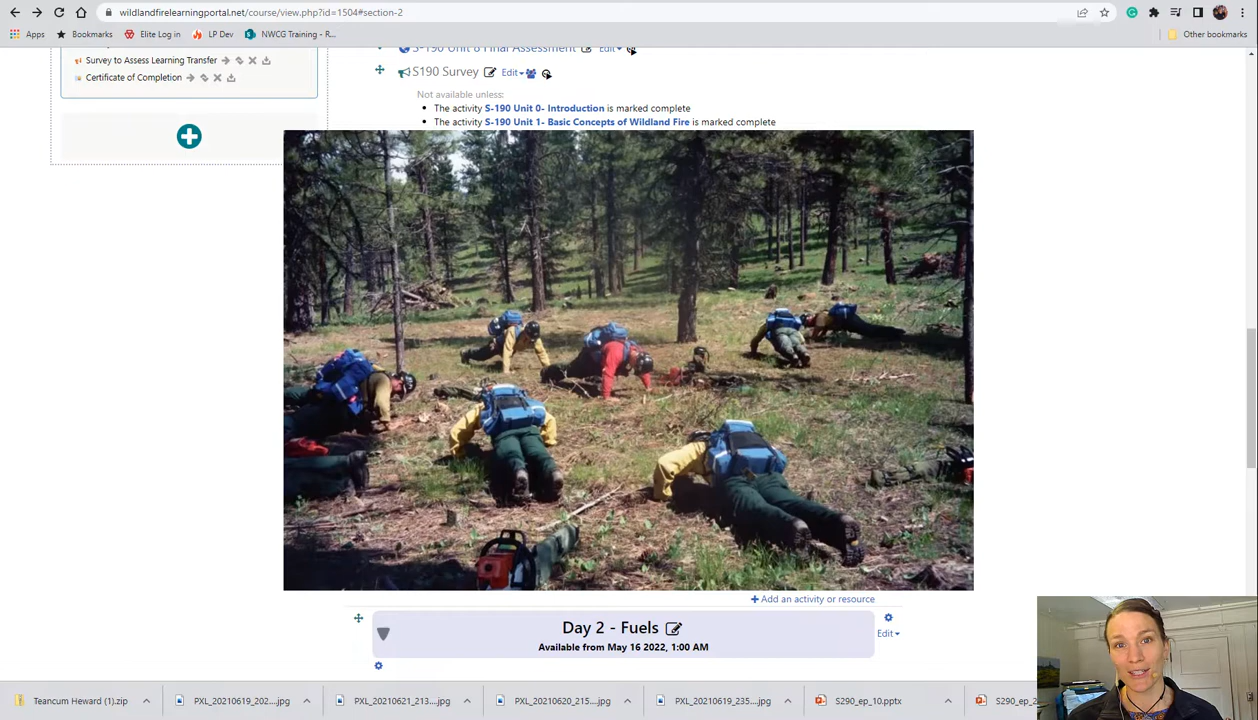 wildlandfirelearningportal.net/course/view.php?id=1504#section-2
Apps Bookmarks Elite Log in LP Dev NWCG Training - R... Other bookmarks
S-190 Unit 8 Final Assessment Edit
Survey to Assess Learning Transfer
S190 Survey Edit
Certificate of Completion
Not available unless:
The activity S-190 Unit 0- Introduction is marked complete
The activity S-190 Unit 1- Basic Concepts of Wildland Fire is marked complete
Add an activity or resource
Day 2 - Fuels
Edit
Available from May 16 2022, 1:00 AM
Teancum Heward (1).zip PXL_20210619_202....jpg PXL_20210621_213....jpg PXL_20210620_215....jpg PXL_20210619_235....jpg S290_ep_10.pptx S290_ep_